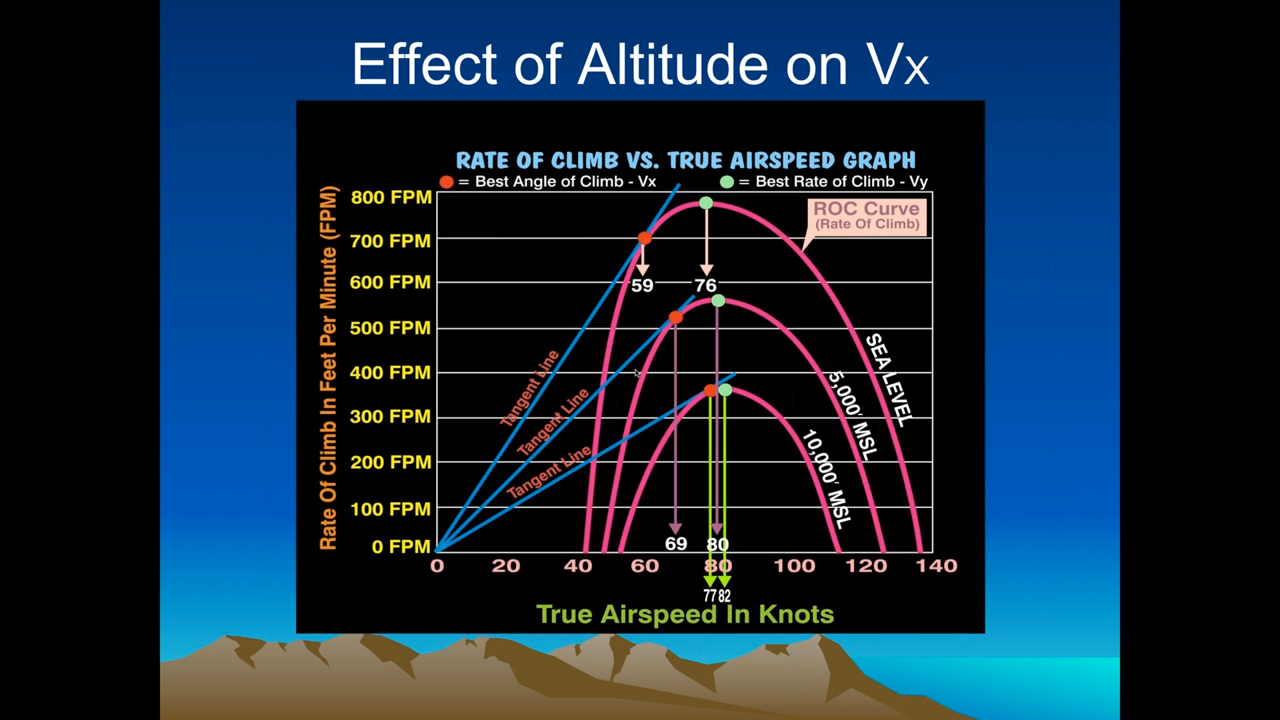 Effect of Altitude on Vx
RATE OF CLIMB VS. TRUE AIRSPEED GRAPH
= Best Angle of Climb - Vx
= Best Rate of Climb - Vy
Rate Of Climb In Feet Per Minute (FPM)
800 FPM
700 FPM
600 FPM
500 FPM
400 FPM
300 FPM
200 FPM
100 FPM
0 FPM
ROC Curve
(Rate Of Climb)
59
76
Tangent Line
Tangent Line
Tangent Line
SEA LEVEL
5,000' MSL
10,000' MSL
69
80
0 20 40 60 80 100 120 140
77 82
True Airspeed In Knots